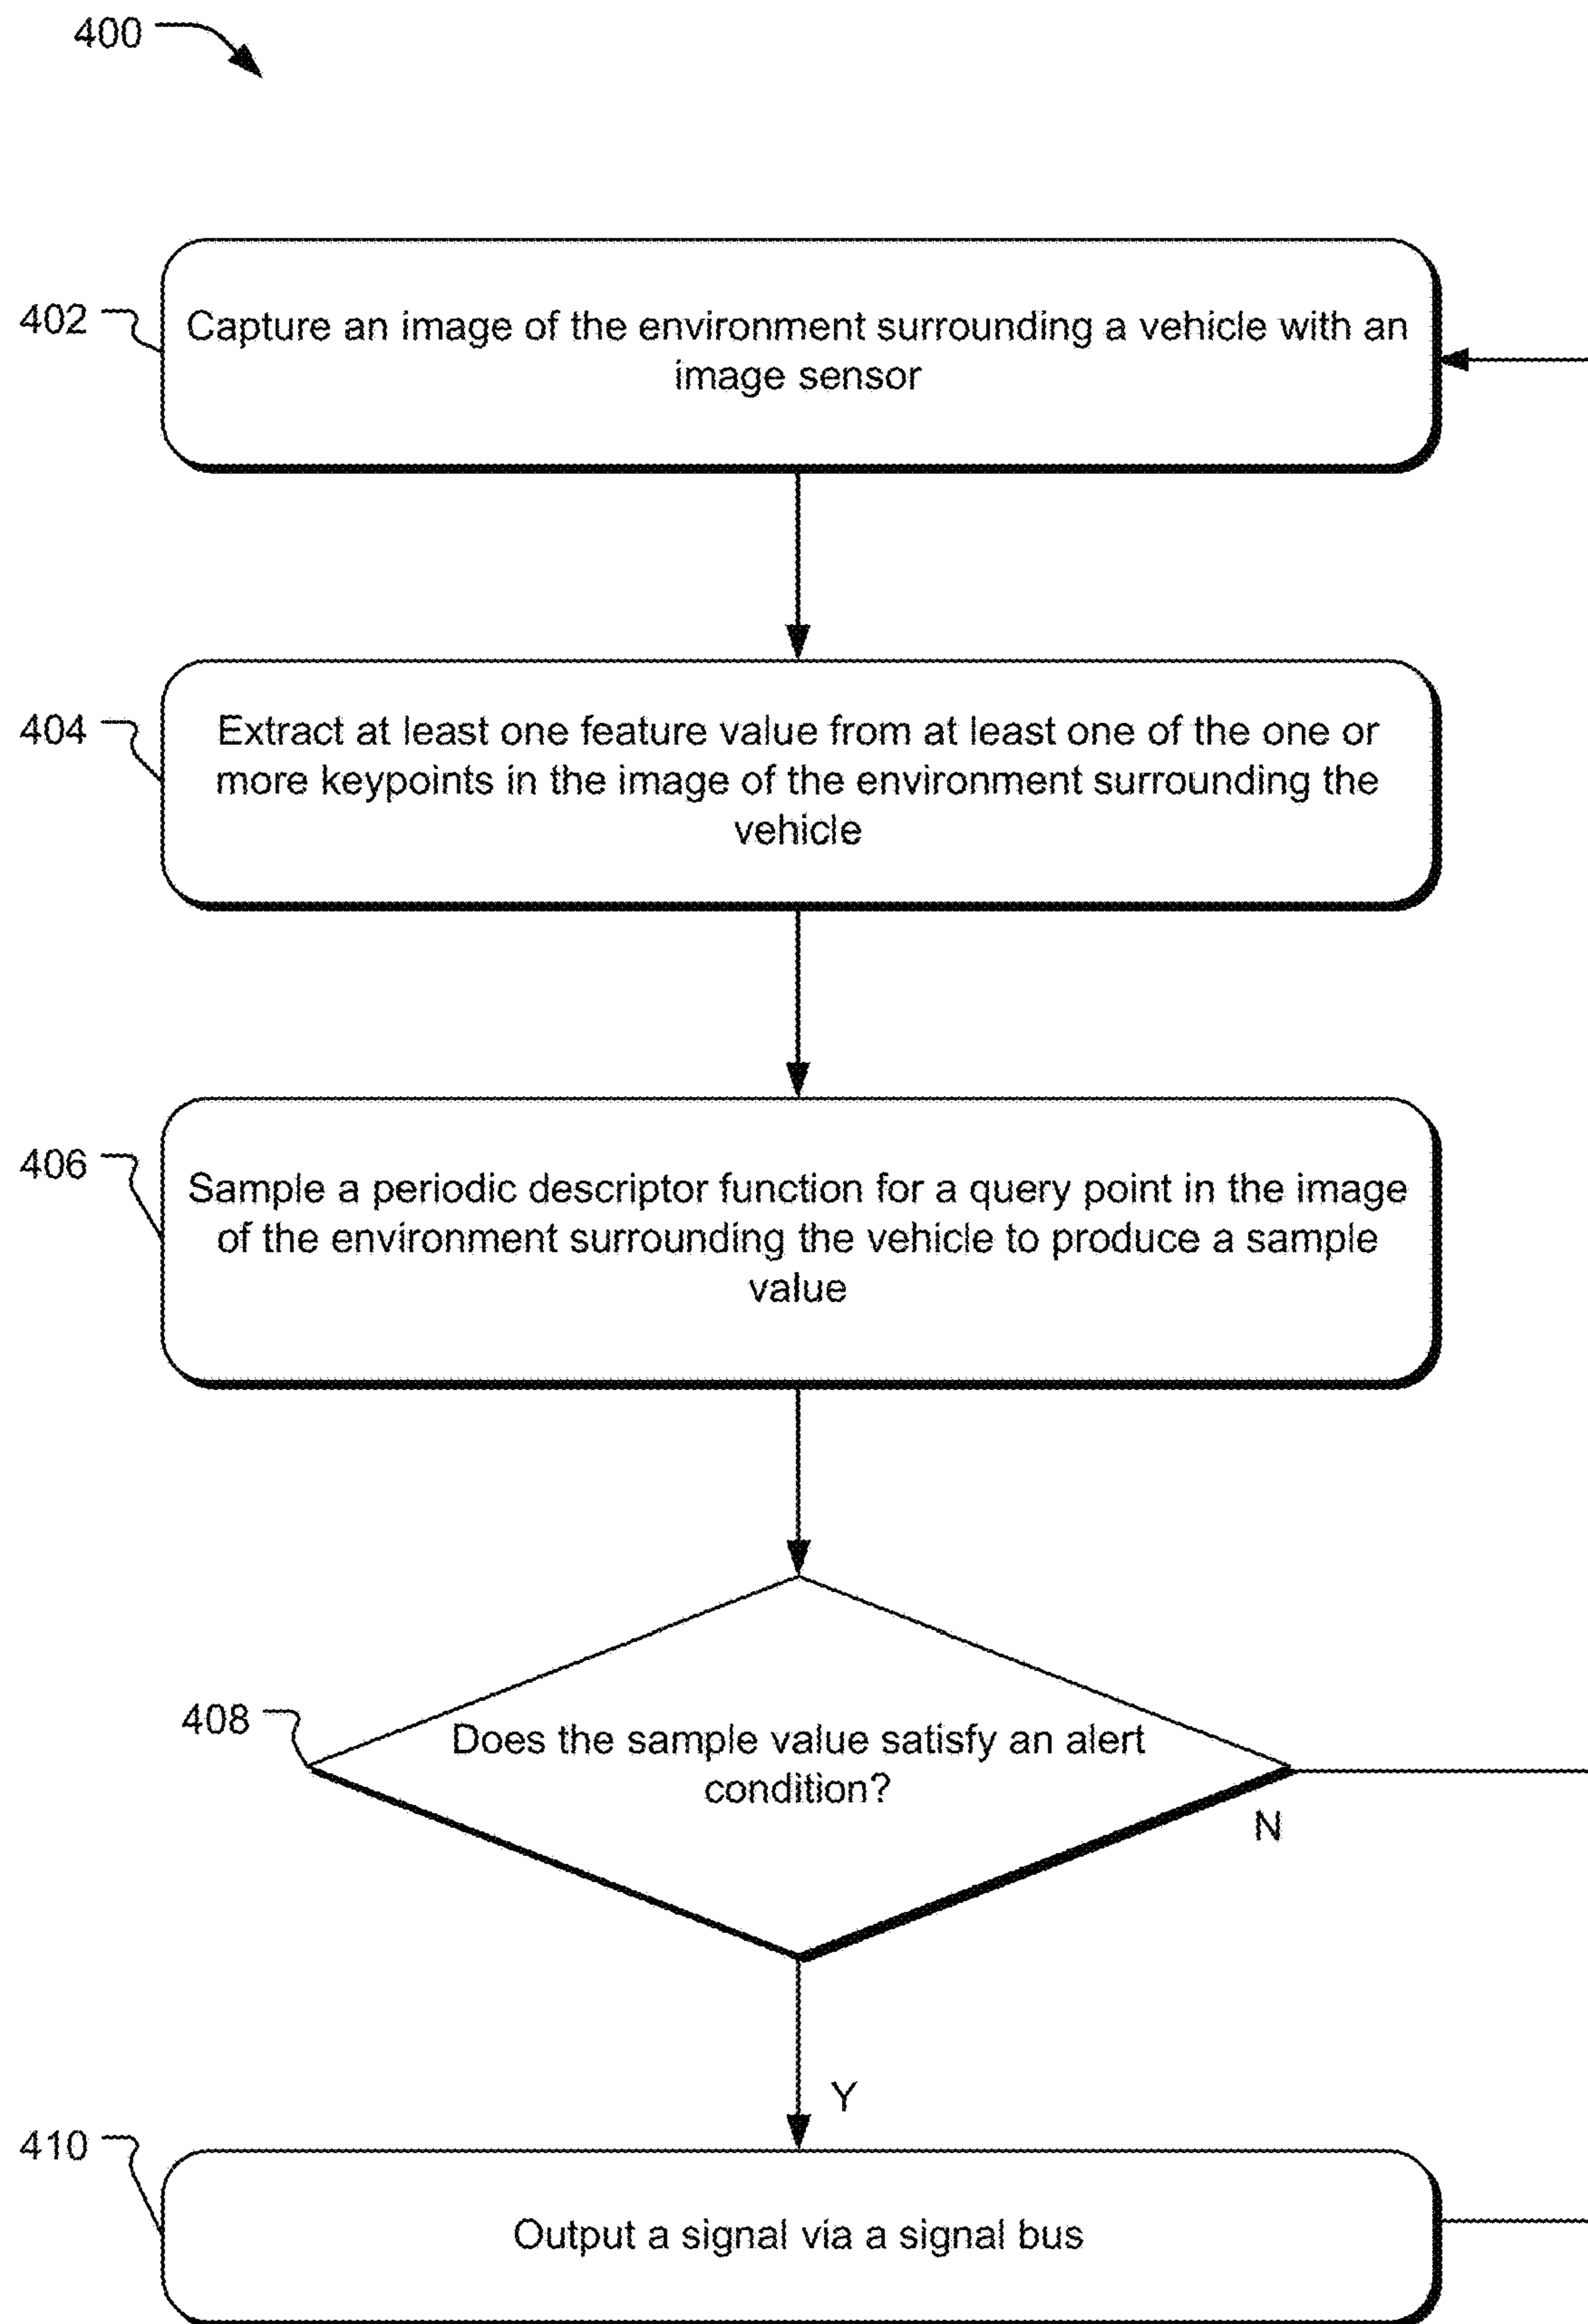 400
402
Capture an image of the environment surrounding a vehicle with an
image sensor
404
Extract at least one feature value from at least one of the one or
more keypoints in the image of the environment surrounding the
vehicle
406
Sample a periodic descriptor function for a query point in the image
of the environment surrounding the vehicle to produce a sample
value
408
Does the sample value satisfy an alert
condition?
N
Y
410
Output a signal via a signal bus